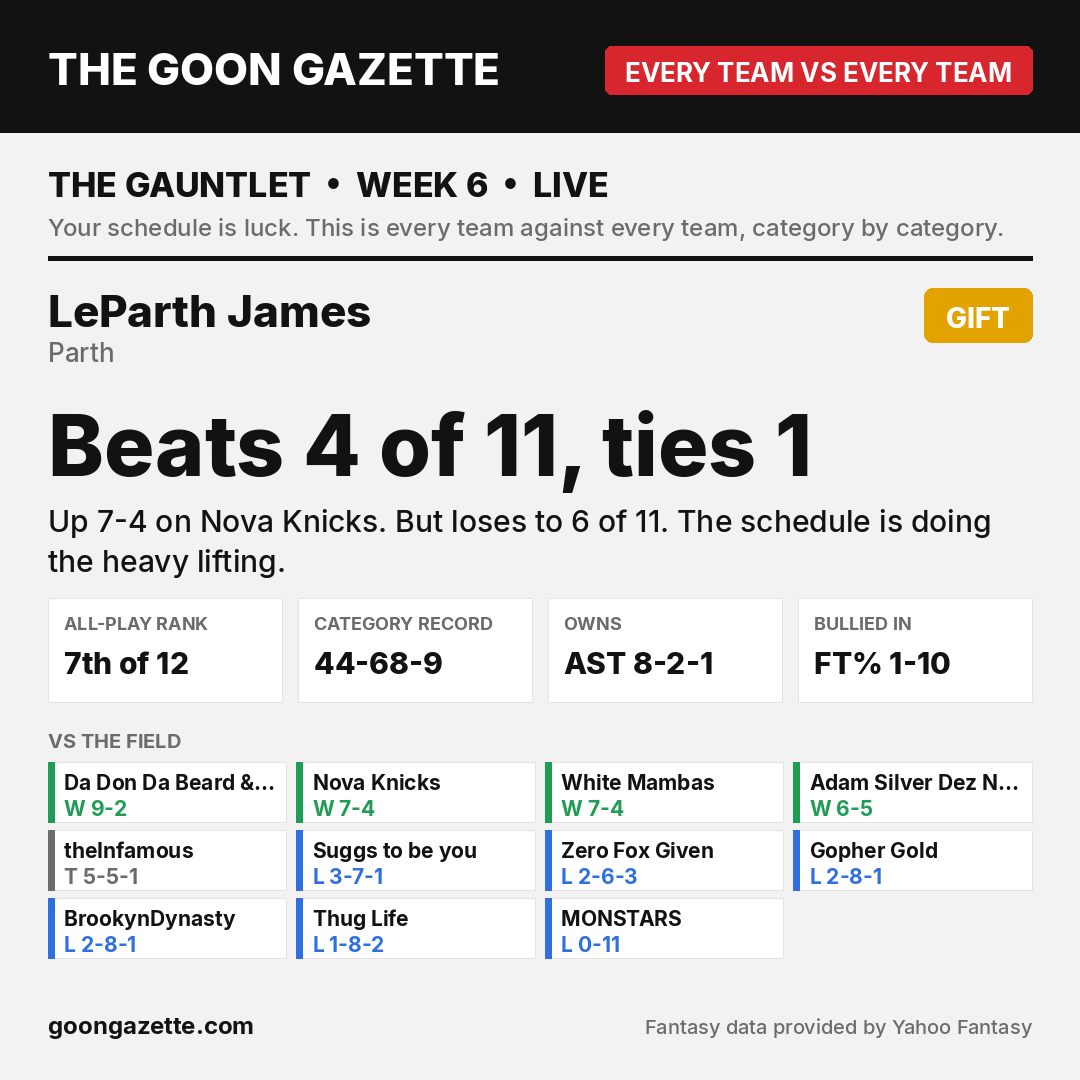 THE GOON GAZETTE
EVERY TEAM VS EVERY TEAM
THE GAUNTLET • WEEK 6 • LIVE
Your schedule is luck. This is every team against every team, category by category.
LeParth James
GIFT
Parth
Beats 4 of 11, ties 1
Up 7-4 on Nova Knicks. But loses to 6 of 11. The schedule is doing
the heavy lifting.
ALL-PLAY RANK
7th of 12
CATEGORY RECORD
44-68-9
OWNS
AST 8-2-1
BULLIED IN
FT% 1-10
VS THE FIELD
Da Don Da Beard &...
W 9-2
Nova Knicks
W 7-4
White Mambas
W 7-4
Adam Silver Dez N...
W 6-5
theInfamous
T 5-5-1
Suggs to be you
L 3-7-1
Zero Fox Given
L 2-6-3
Gopher Gold
L 2-8-1
BrookynDynasty
L 2-8-1
Thug Life
L 1-8-2
MONSTARS
L 0-11
goongazette.com
Fantasy data provided by Yahoo Fantasy